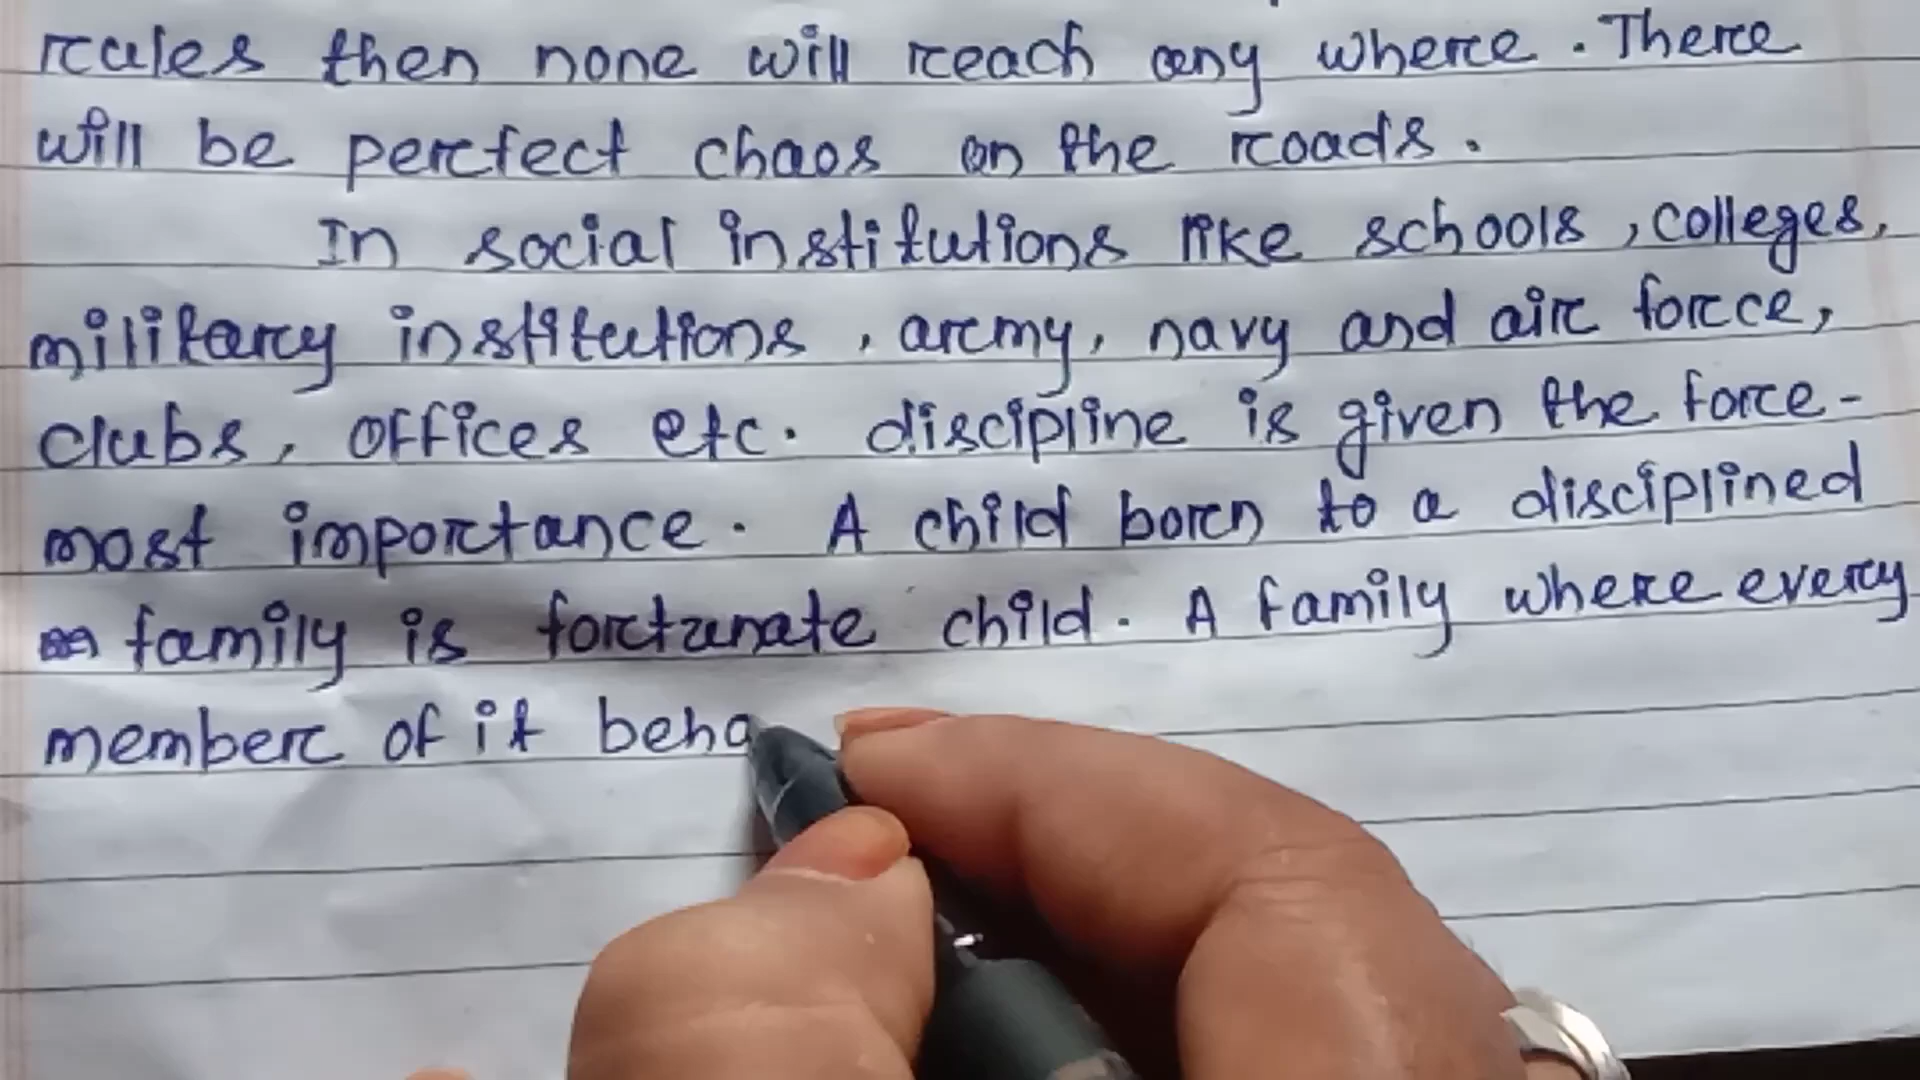 rules then none will reach any where. There
will be perfect chaos on the roads.
In social institutions like schools, colleges,
military institutions, army, navy and air force,
clubs, offices etc. discipline is given the force-
most importance. A child born to a disciplined
family is fortunate child. A family where every
member of it beha